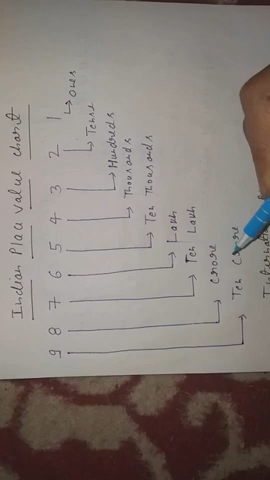 Indian Place value chart
9 8 7 6 5 4 3 2 1
ones
Tens
Hundreds
Thousands
Ten Thousands
Lakh
Ten Lakh
Crore
Ten Crore